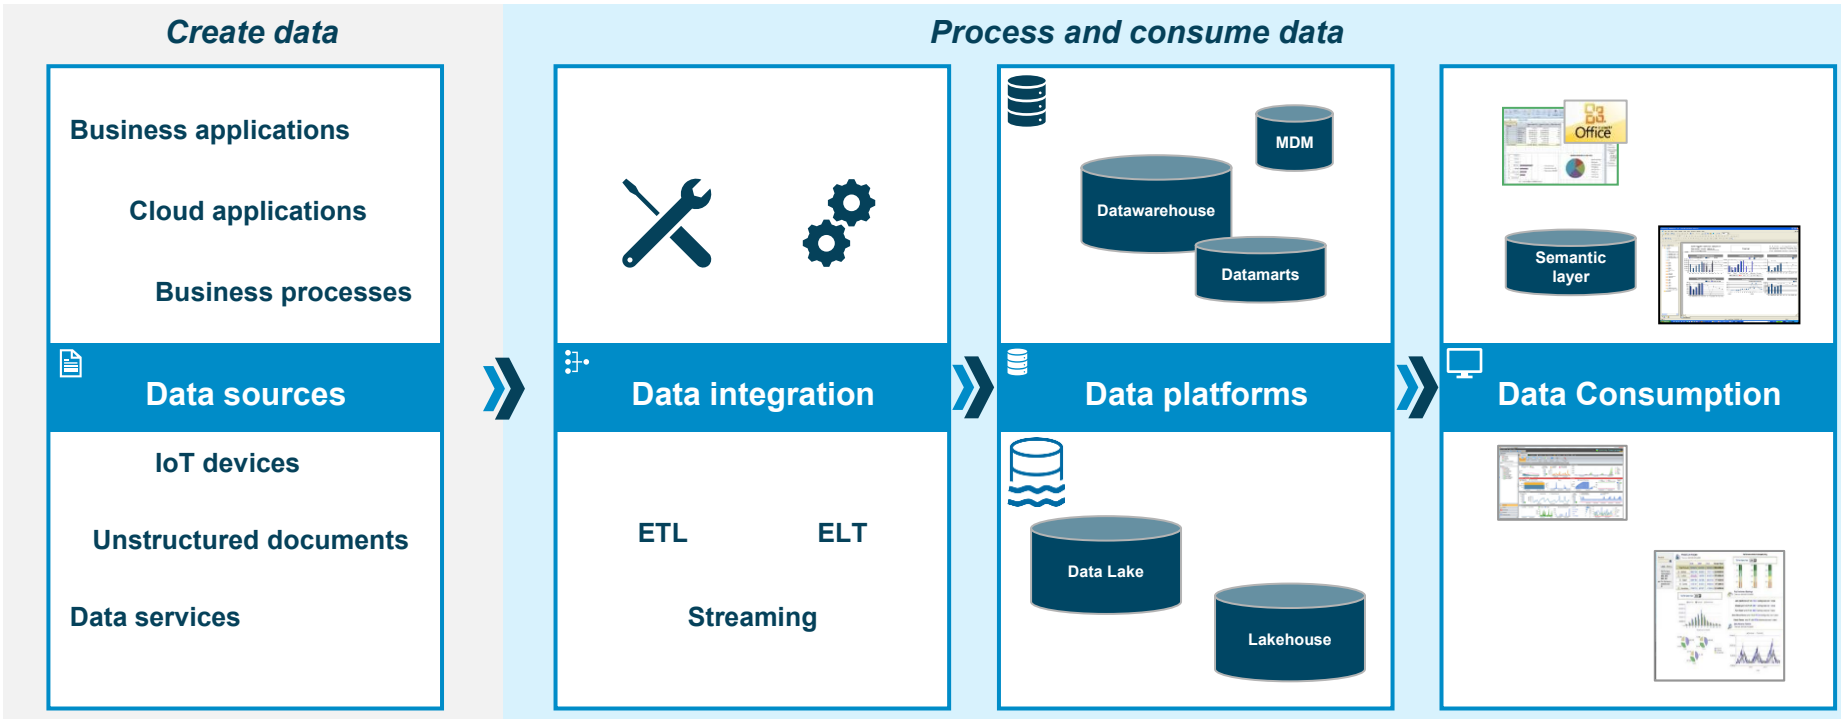 Create data
Process and consume data
Business applications
Cloud applications
Business processes
Data sources
IoT devices
Unstructured documents
Data services
Data integration
ETL
ELT
Streaming
MDM
Datawarehouse
Datamarts
Data platforms
Data Lake
Lakehouse
Office
Semantic
layer
Data Consumption